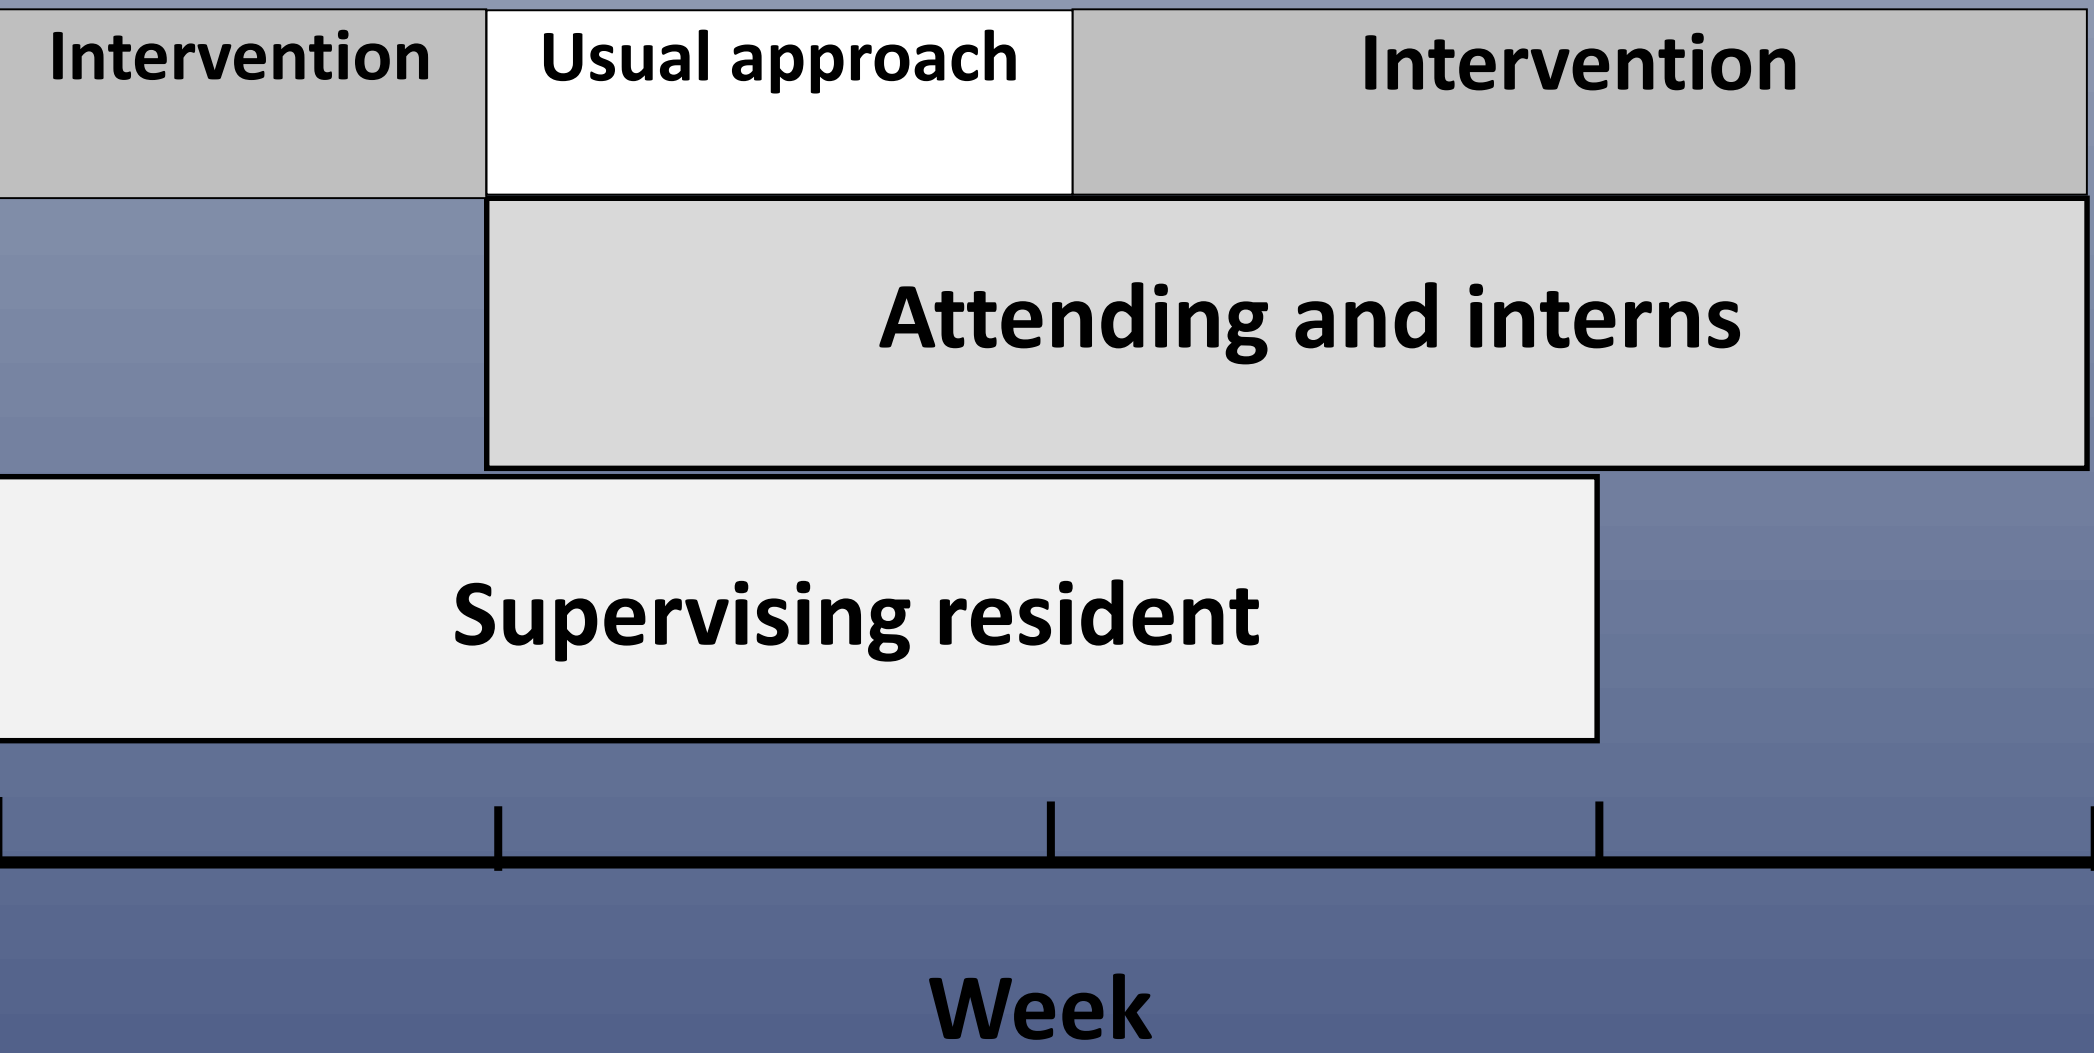 Intervention
Usual approach
Intervention
Attending and interns
Supervising resident
Week